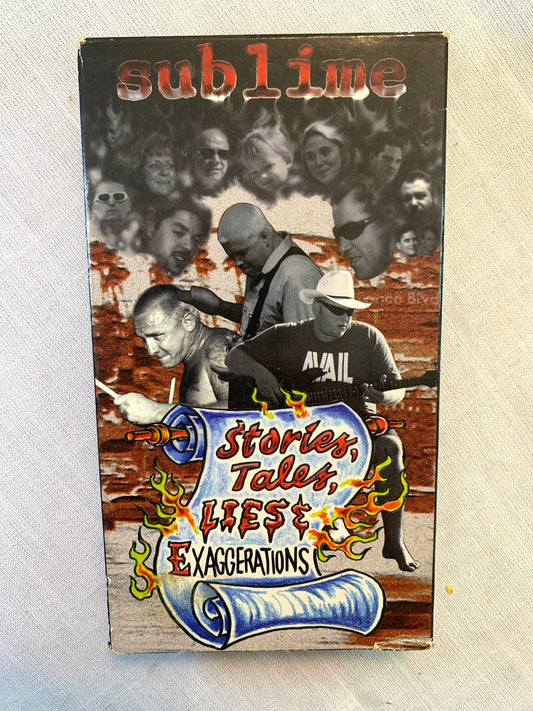 sublime
AVAIL
Stories,
Tales,
LIES &
EXAGGERATIONS